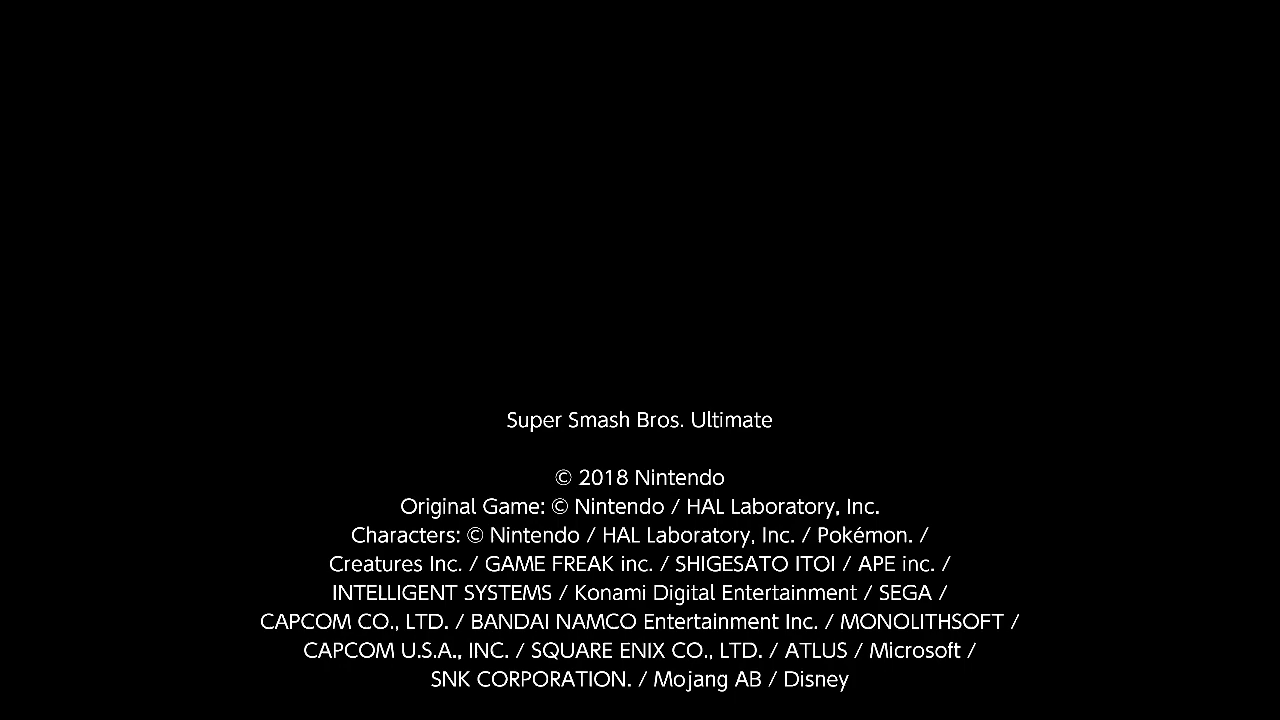 Super Smash Bros. Ultimate
© 2018 Nintendo
Original Game: © Nintendo / HAL Laboratory, Inc.
Characters: © Nintendo / HAL Laboratory, Inc. / Pokémon. /
Creatures Inc. / GAME FREAK inc. / SHIGESATO ITOI / APE inc. /
INTELLIGENT SYSTEMS / Konami Digital Entertainment / SEGA /
CAPCOM CO., LTD. / BANDAI NAMCO Entertainment Inc. / MONOLITHSOFT /
CAPCOM U.S.A., INC. / SQUARE ENIX CO., LTD. / ATLUS / Microsoft /
SNK CORPORATION. / Mojang AB / Disney